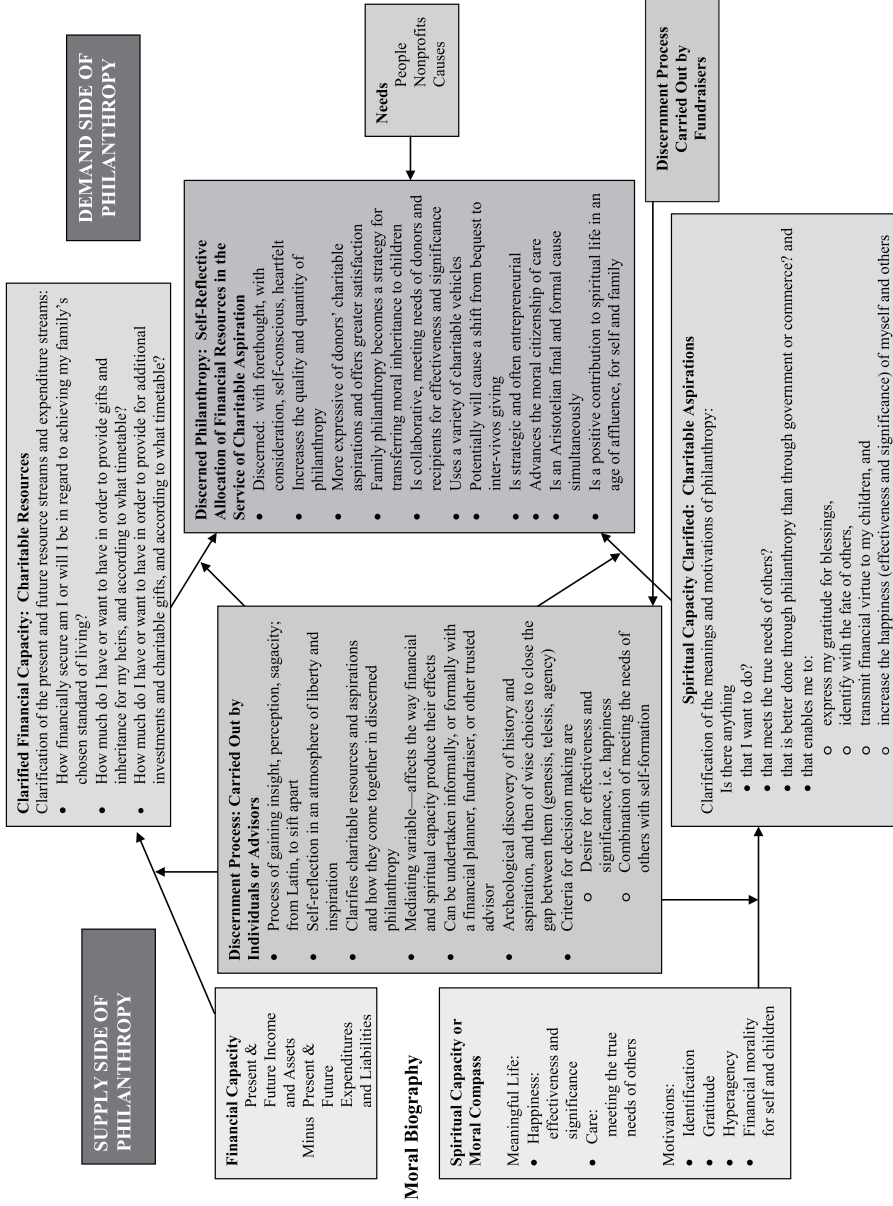 SUPPLY SIDE OF
PHILANTHROPY
DEMAND SIDE OF
PHILANTHROPY
Financial Capacity
Present &
Future Income
and Assets
Minus Present &
Future
Expenditures
and Liabilities
Moral Biography
Spiritual Capacity or
Moral Compass
Meaningful Life:
• Happiness:
effectiveness and
significance
• Care:
meeting the true
needs of others
Motivations:
• Identification
• Gratitude
• Hyperagency
• Financial morality
for self and children
Clarified Financial Capacity: Charitable Resources
Clarification of the present and future resource streams and expenditure streams:
• How financially secure am I or will I be in regard to achieving my family's
chosen standard of living?
• How much do I have or want to have in order to provide gifts and
inheritance for my heirs, and according to what timetable?
• How much do I have or want to have in order to provide for additional
investments and charitable gifts, and according to what timetable?
Discernment Process: Carried Out by
Individuals or Advisors
• Process of gaining insight, perception, sagacity;
from Latin, to sift apart
• Self-reflection in an atmosphere of liberty and
inspiration
• Clarifies charitable resources and aspirations
and how they come together in discerned
philanthropy
• Mediating variable—affects the way financial
and spiritual capacity produce their effects
• Can be undertaken informally, or formally with
a financial planner, fundraiser, or other trusted
advisor
• Archeological discovery of history and
aspiration, and then of wise choices to close the
gap between them (genesis, telesis, agency)
• Criteria for decision making are
o Desire for effectiveness and
significance, i.e. happiness
o Combination of meeting the needs of
others with self-formation
Spiritual Capacity Clarified: Charitable Aspirations
Clarification of the meanings and motivations of philanthropy:
Is there anything
• that I want to do?
• that meets the true needs of others?
• that is better done through philanthropy than through government or commerce? and
• that enables me to:
o express my gratitude for blessings,
o identify with the fate of others,
o transmit financial virtue to my children, and
o increase the happiness (effectiveness and significance) of myself and others
Discerned Philanthropy: Self-Reflective
Allocation of Financial Resources in the
Service of Charitable Aspiration
• Discerned: with forethought, with
consideration, self-conscious, heartfelt
• Increases the quality and quantity of
philanthropy
• More expressive of donors' charitable
aspirations and offers greater satisfaction
• Family philanthropy becomes a strategy for
transferring moral inheritance to children
• Is collaborative, meeting needs of donors and
recipients for effectiveness and significance
• Uses a variety of charitable vehicles
• Potentially will cause a shift from bequest to
inter-vivos giving
• Is strategic and often entrepreneurial
• Advances the moral citizenship of care
• Is an Aristotelian final and formal cause
simultaneously
• Is a positive contribution to spiritual life in an
age of affluence, for self and family
Needs
People
Nonprofits
Causes
Discernment Process
Carried Out by
Fundraisers